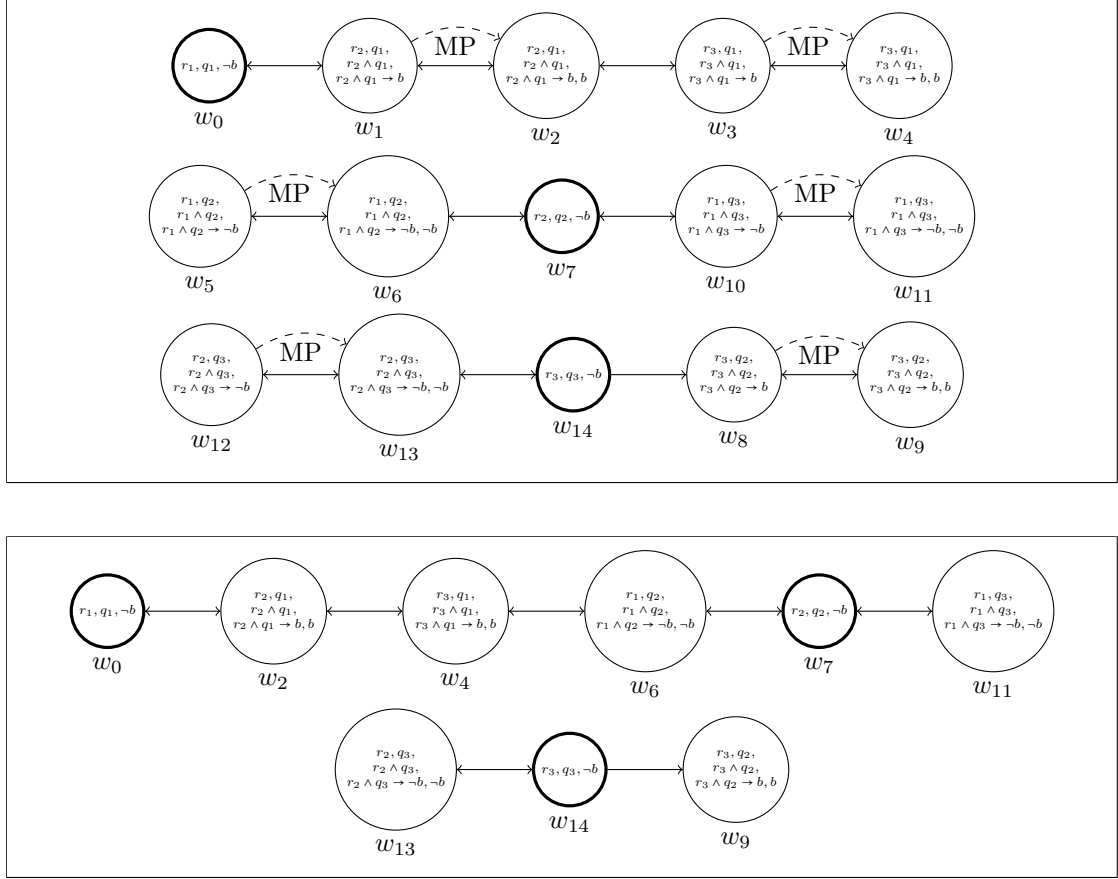 MP MP
r₁, q₁, ¬b
r₂, q₁, r₂ ∧ q₁, r₂ ∧ q₁ → b
r₂, q₁, r₂ ∧ q₁, r₂ ∧ q₁ → b, b
r₃, q₁, r₃ ∧ q₁, r₃ ∧ q₁ → b
r₃, q₁, r₃ ∧ q₁, r₃ ∧ q₁ → b, b
w₀ w₁ w₂ w₃ w₄
MP MP
r₁, q₂, r₁ ∧ q₂, r₁ ∧ q₂ → ¬b
r₁, q₂, r₁ ∧ q₂, r₁ ∧ q₂ → ¬b, ¬b
r₂, q₂, ¬b
r₁, q₃, r₁ ∧ q₃, r₁ ∧ q₃ → ¬b
r₁, q₃, r₁ ∧ q₃, r₁ ∧ q₃ → ¬b, ¬b
w₅ w₆ w₇ w₁₀ w₁₁
MP MP
r₂, q₃, r₂ ∧ q₃, r₂ ∧ q₃ → ¬b
r₂, q₃, r₂ ∧ q₃, r₂ ∧ q₃ → ¬b, ¬b
r₃, q₃, ¬b
r₃, q₂, r₃ ∧ q₂, r₃ ∧ q₂ → b
r₃, q₂, r₃ ∧ q₂, r₃ ∧ q₂ → b, b
w₁₂ w₁₃ w₁₄ w₈ w₉
r₁, q₁, ¬b
r₂, q₁, r₂ ∧ q₁, r₂ ∧ q₁ → b, b
r₃, q₁, r₃ ∧ q₁, r₃ ∧ q₁ → b, b
r₁, q₂, r₁ ∧ q₂, r₁ ∧ q₂ → ¬b, ¬b
r₂, q₂, ¬b
r₁, q₃, r₁ ∧ q₃, r₁ ∧ q₃ → ¬b, ¬b
w₀ w₂ w₄ w₆ w₇ w₁₁
r₂, q₃, r₂ ∧ q₃, r₂ ∧ q₃ → ¬b, ¬b
r₃, q₃, ¬b
r₃, q₂, r₃ ∧ q₂, r₃ ∧ q₂ → b, b
w₁₃ w₁₄ w₉